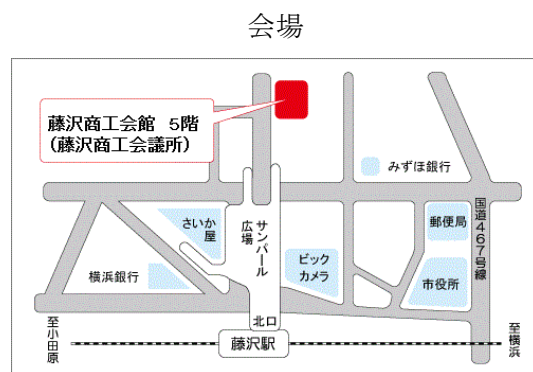 会場
藤沢商工会館 5階
（藤沢商工会議所）
みずほ銀行
さいか
屋
サンパール
広場
国道467号線
郵便局
ビック
カメラ
横浜銀行
市役所
北口
至小田原
藤沢駅
至横浜